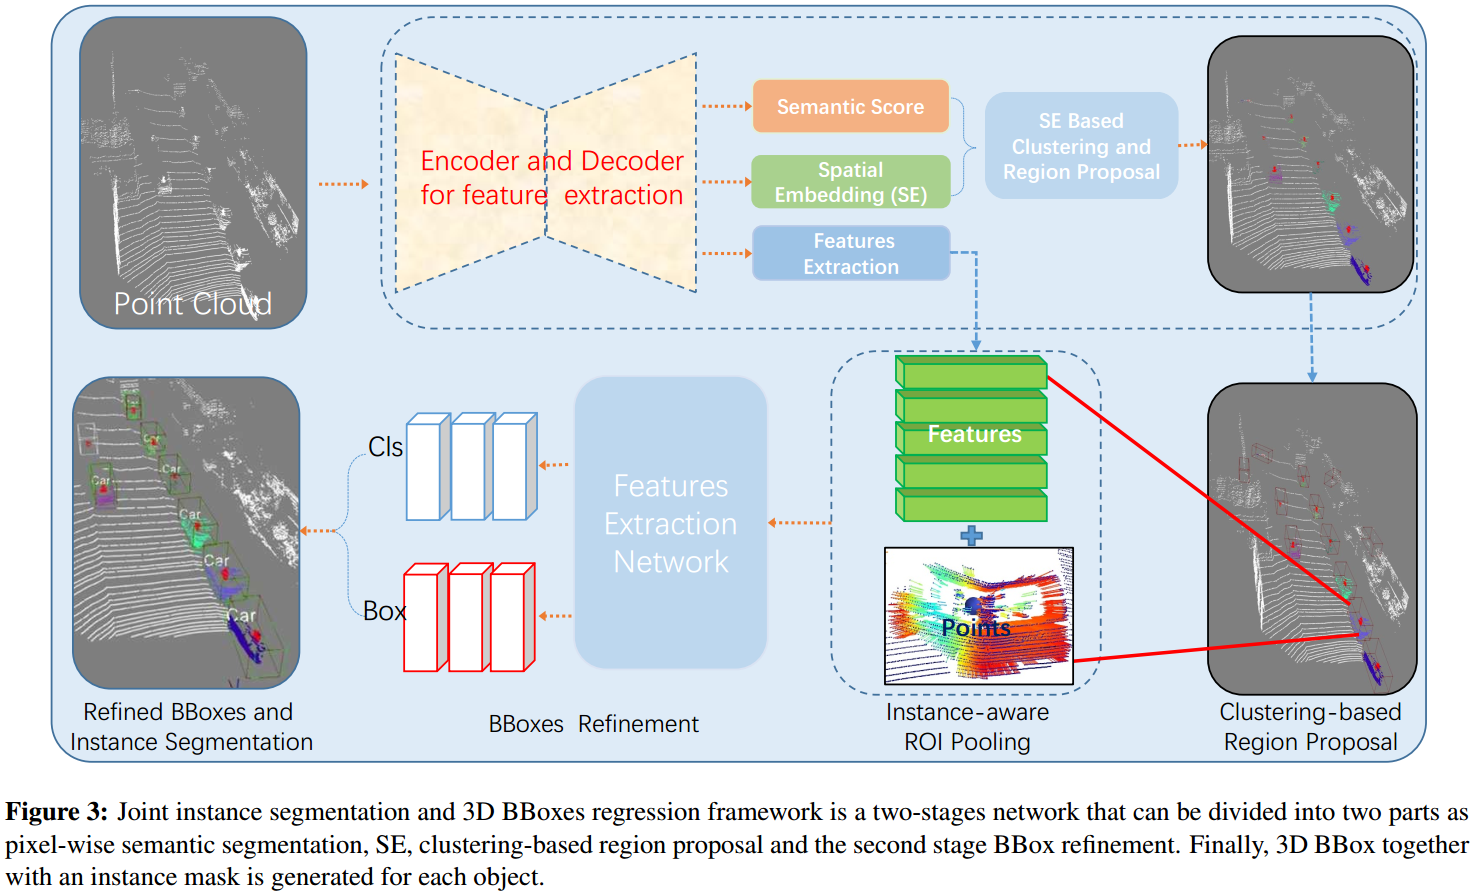 Point Cloud
Encoder and Decoder
for feature extraction
Semantic Score
Spatial
Embedding (SE)
Features
Extraction
SE Based
Clustering and
Region Proposal
Car
Car
Car
Car
Car
Car
Refined BBoxes and
Instance Segmentation
Cls
Box
BBoxes Refinement
Features
Extraction
Network
Features
Points
Instance-aware
ROI Pooling
Clustering-based
Region Proposal
Figure 3: Joint instance segmentation and 3D BBoxes regression framework is a two-stages network that can be divided into two parts as
pixel-wise semantic segmentation, SE, clustering-based region proposal and the second stage BBox refinement. Finally, 3D BBox together
with an instance mask is generated for each object.